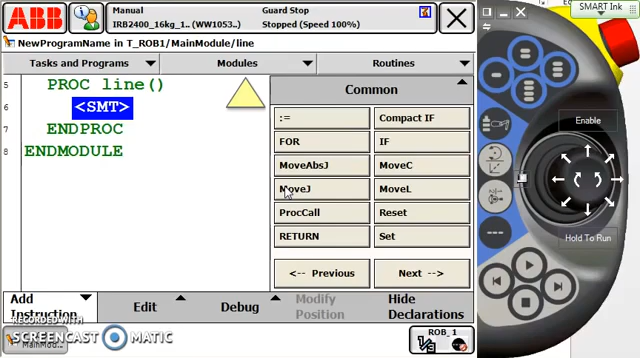 SMART Ink
ABB
Manual
Guard Stop
IRB2400_16kg_1... (WW1053...
Stopped (Speed 100%)
NewProgramName in T_ROB1/MainModule/line
Tasks and Programs
Modules
Routines
5 PROC line()
6 <SMT>
7 ENDPROC
8 ENDMODULE
Common
:=
Compact IF
FOR
IF
MoveAbsJ
MoveC
MoveJ
MoveL
ProcCall
Reset
RETURN
Set
<-- Previous
Next -->
Add
Instruction
Edit
Debug
Modify
Position
Hide
Declarations
RECORDED WITH
SCREENCAST MATIC
MainMod...
ROB_1
1/3
Enable
Hold To Run